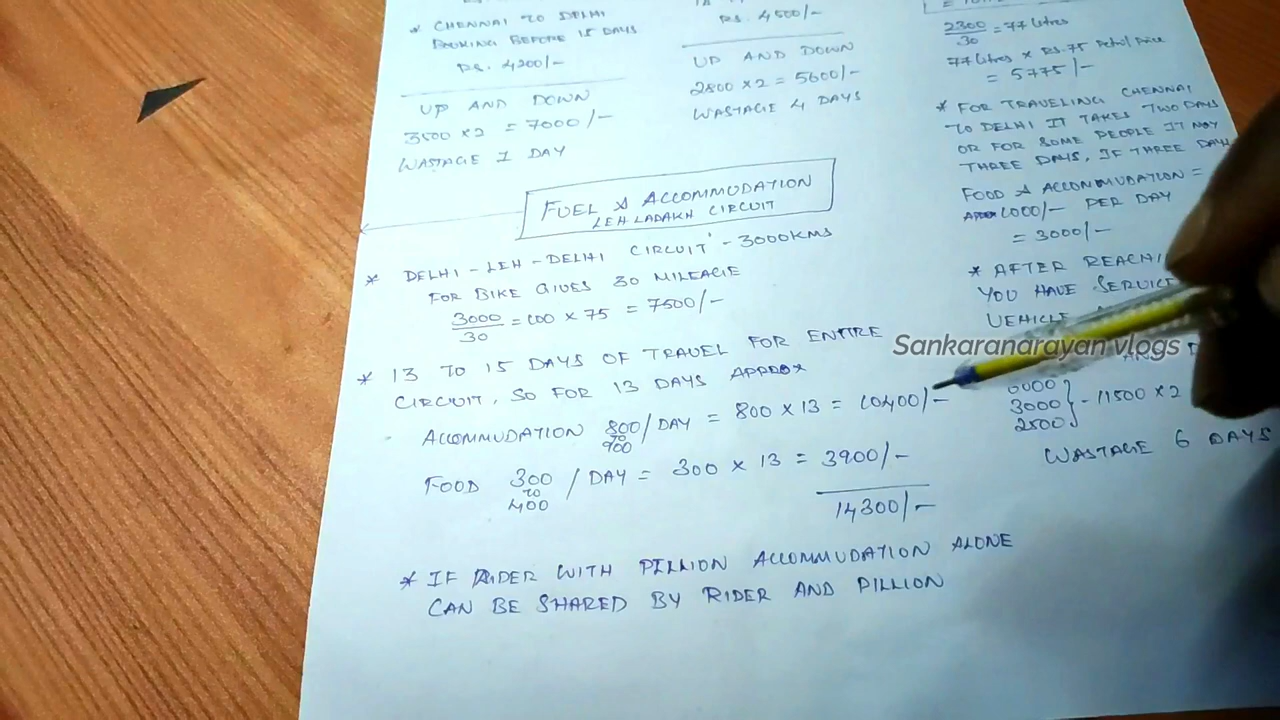 * CHENNAI TO DELHI
BOOKING BEFORE 15 DAYS
RS. 4200/-
UP AND DOWN
3500 x 2 = 7000/-
WASTAGE 1 DAY
RS. 4500/-
UP AND DOWN
2800 x 2 = 5600/-
WASTAGE 4 DAYS
2300/30 = 77 Litres
77 Litres x RS.75 Petrol Price
= 5775/-
* FOR TRAVELING CHENNAI
TO DELHI IT TAKES TWO DAYS
OR FOR SOME PEOPLE IT MAY
THREE DAYS, IF THREE DAYS
FOOD & ACCOMMUDATION =
1000/- PER DAY
= 3000/-
* AFTER REACHI
YOU HAVE SERVICE
VEHICLE
3000
2500 } - 11500 x 2
WASTAGE 6 DAYS
FUEL & ACCOMMUDATION
LEH LADAKH CIRCUIT
* DELHI - LEH - DELHI CIRCUIT - 3000KMS
FOR BIKE GIVES 30 MILEAGE
3000/30 = 100 x 75 = 7500/-
* 13 TO 15 DAYS OF TRAVEL FOR ENTIRE
CIRCUIT, SO FOR 13 DAYS APPROX
ACCOMMUDATION 800 TO 900 /DAY = 800 x 13 = 10400/-
FOOD 300 TO 400 /DAY = 300 x 13 = 3900/-
14300/-
* IF RIDER WITH PILLION ACCOMMUDATION ALONE
CAN BE SHARED BY RIDER AND PILLION
Sankaranarayan vlogs